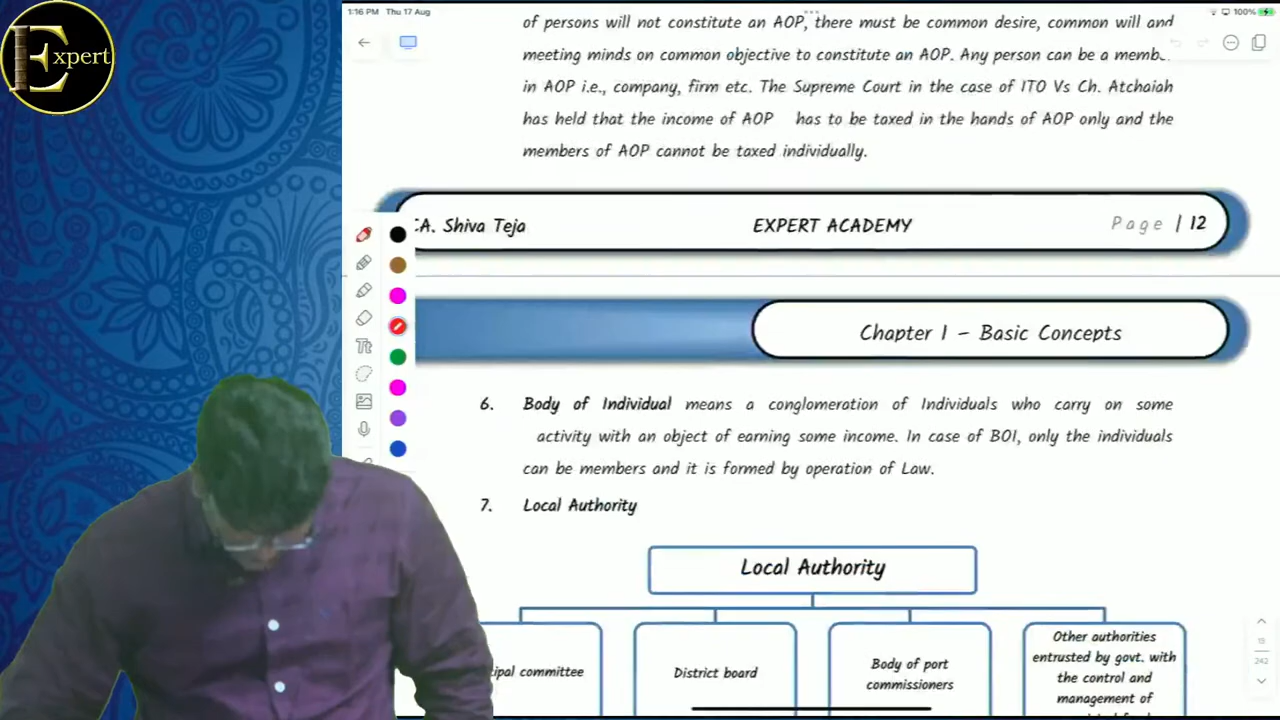 Expert
1:16 PM Thu 17 Aug
100%
of persons will not constitute an AOP, there must be common desire, common will and
meeting minds on common objective to constitute an AOP. Any person can be a
in AOP i.e., company, firm etc. The Supreme Court in the case of ITO Vs Ch. Atchaiah
has held that the income of AOP has to be taxed in the hands of AOP only and the
members of AOP cannot be taxed individually.
CA. Shiva Teja EXPERT ACADEMY Page | 12
Chapter 1 – Basic Concepts
6. Body of Individual means a conglomeration of Individuals who carry on some
activity with an object of earning some income. In case of BOI, only the individuals
can be members and it is formed by operation of Law.
7. Local Authority
Local Authority
committee
District board
Body of port
commissioners
Other authorities
entrusted by govt. with
the control and
management of
19
242